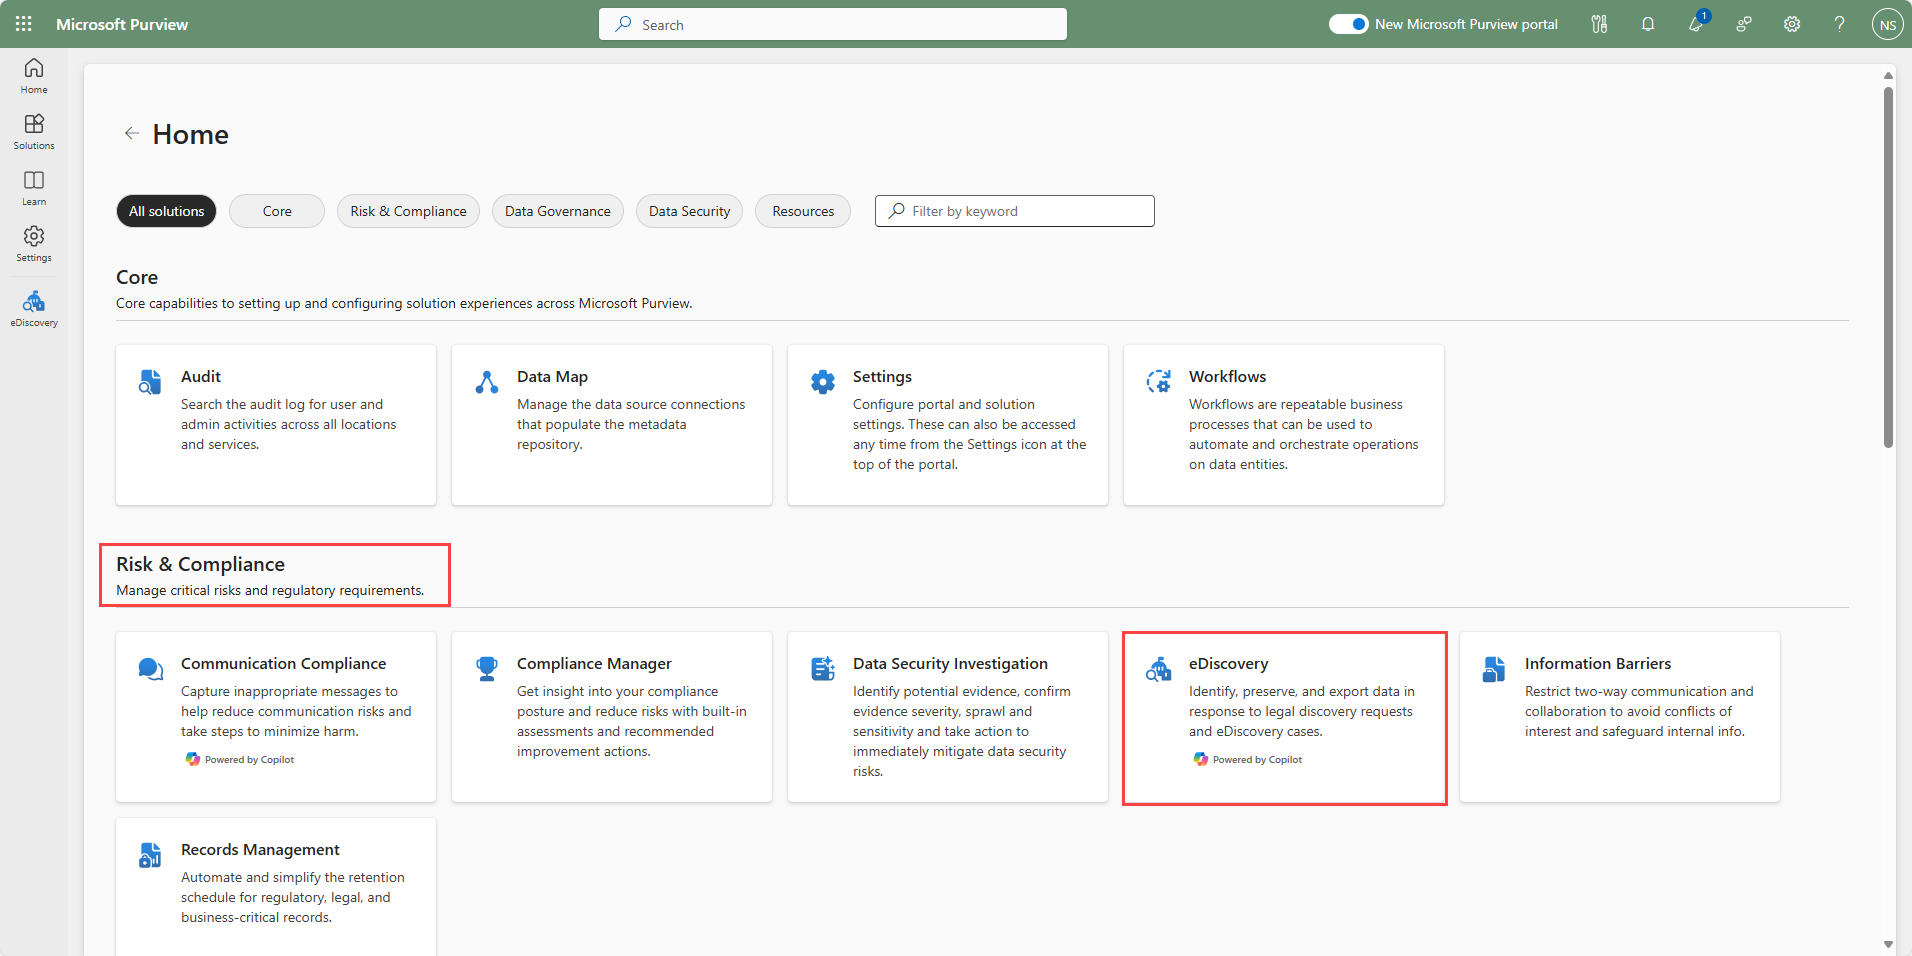 Microsoft Purview
Search
New Microsoft Purview portal
1
NS
Home
Solutions
Learn
Settings
eDiscovery
Home
All solutions
Core
Risk & Compliance
Data Governance
Data Security
Resources
Filter by keyword
Core
Core capabilities to setting up and configuring solution experiences across Microsoft Purview.
Audit
Search the audit log for user and
admin activities across all locations
and services.
Data Map
Manage the data source connections
that populate the metadata
repository.
Settings
Configure portal and solution
settings. These can also be accessed
any time from the Settings icon at the
top of the portal.
Workflows
Workflows are repeatable business
processes that can be used to
automate and orchestrate operations
on data entities.
Risk & Compliance
Manage critical risks and regulatory requirements.
Communication Compliance
Capture inappropriate messages to
help reduce communication risks and
take steps to minimize harm.
Powered by Copilot
Compliance Manager
Get insight into your compliance
posture and reduce risks with built-in
assessments and recommended
improvement actions.
Data Security Investigation
Identify potential evidence, confirm
evidence severity, sprawl and
sensitivity and take action to
immediately mitigate data security
risks.
eDiscovery
Identify, preserve, and export data in
response to legal discovery requests
and eDiscovery cases.
Powered by Copilot
Information Barriers
Restrict two-way communication and
collaboration to avoid conflicts of
interest and safeguard internal info.
Records Management
Automate and simplify the retention
schedule for regulatory, legal, and
business-critical records.